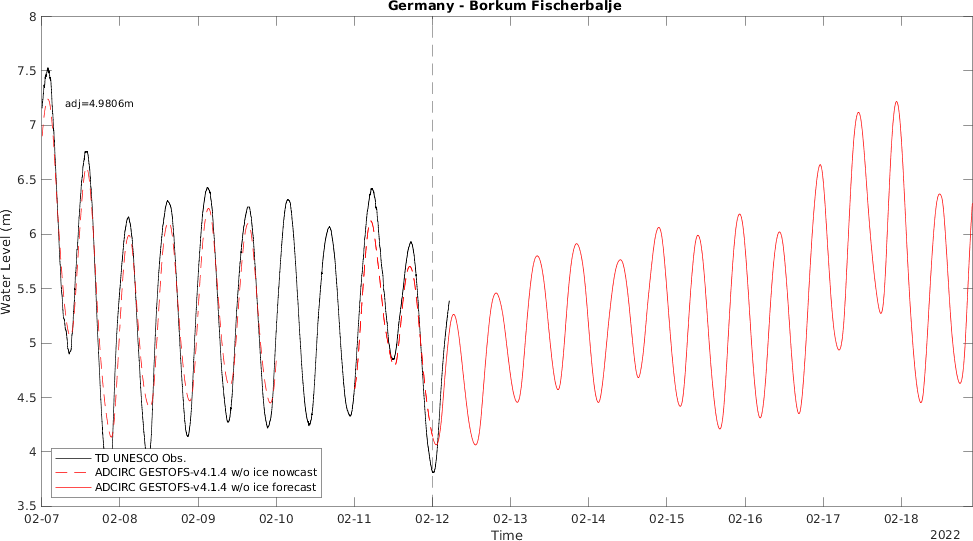 Germany - Borkum Fischerbalje
8
7.5
7
6.5
6
5.5
5
4.5
4
3.5
Water Level (m)
adj=4.9806m
TD UNESCO Obs.
ADCIRC GESTOFS-v4.1.4 w/o ice nowcast
ADCIRC GESTOFS-v4.1.4 w/o ice forecast
02-07 02-08 02-09 02-10 02-11 02-12 02-13 02-14 02-15 02-16 02-17 02-18
Time
2022